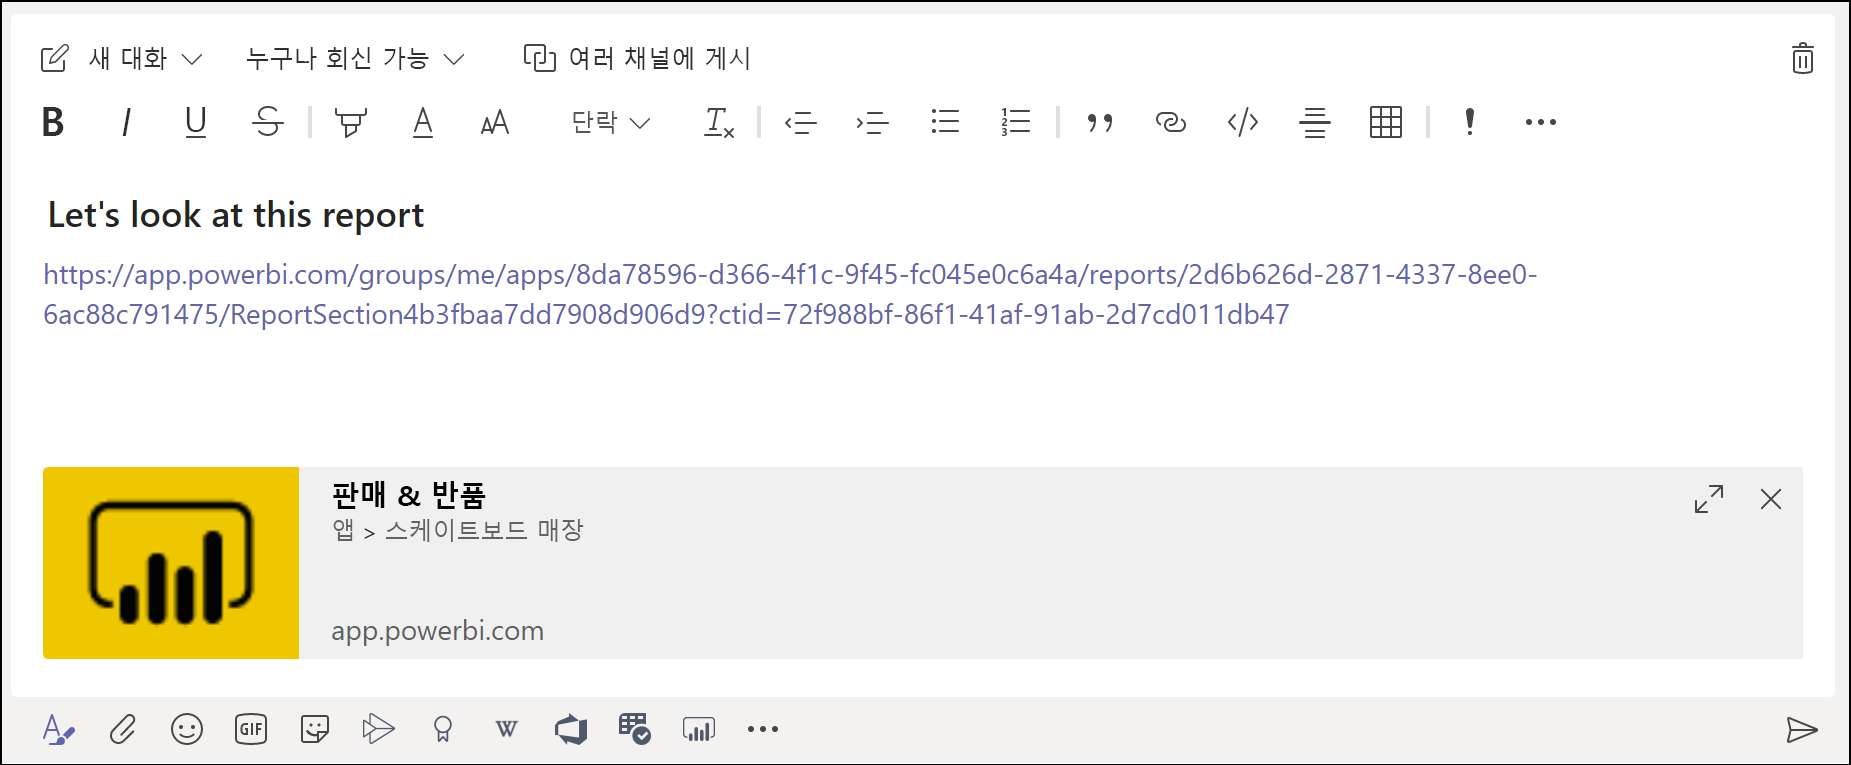 새 대화 누구나 회신 가능 여러 채널에 게시
B I U S A AA 단락 Tx </>
Let's look at this report
https://app.powerbi.com/groups/me/apps/8da78596-d366-4f1c-9f45-fc045e0c6a4a/reports/2d6b626d-2871-4337-8ee0-
6ac88c791475/ReportSection4b3fbaa7dd7908d906d9?ctid=72f988bf-86f1-41af-91ab-2d7cd011db47
판매 & 반품
앱 > 스케이트보드 매장
app.powerbi.com
GIF W